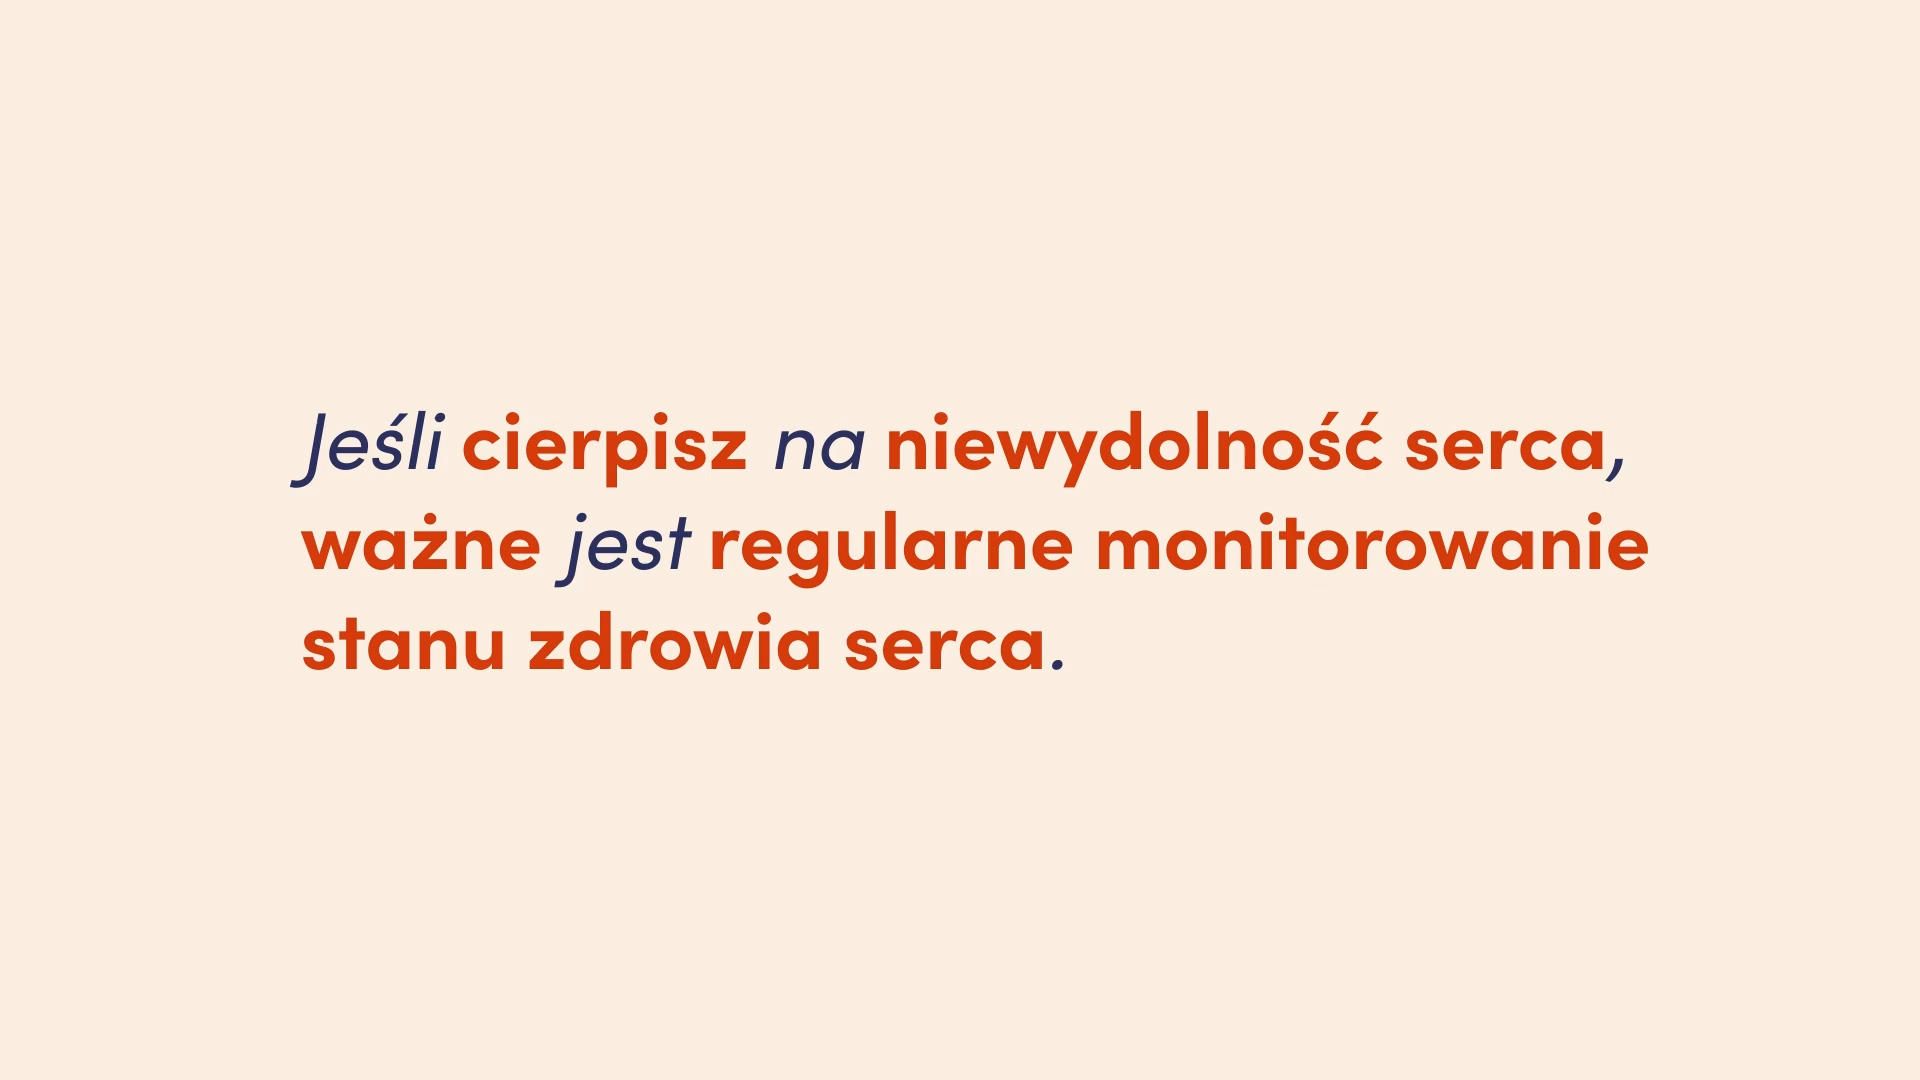 Jeśli cierpisz na niewydolność serca,
ważne jest regularne monitorowanie
stanu zdrowia serca.